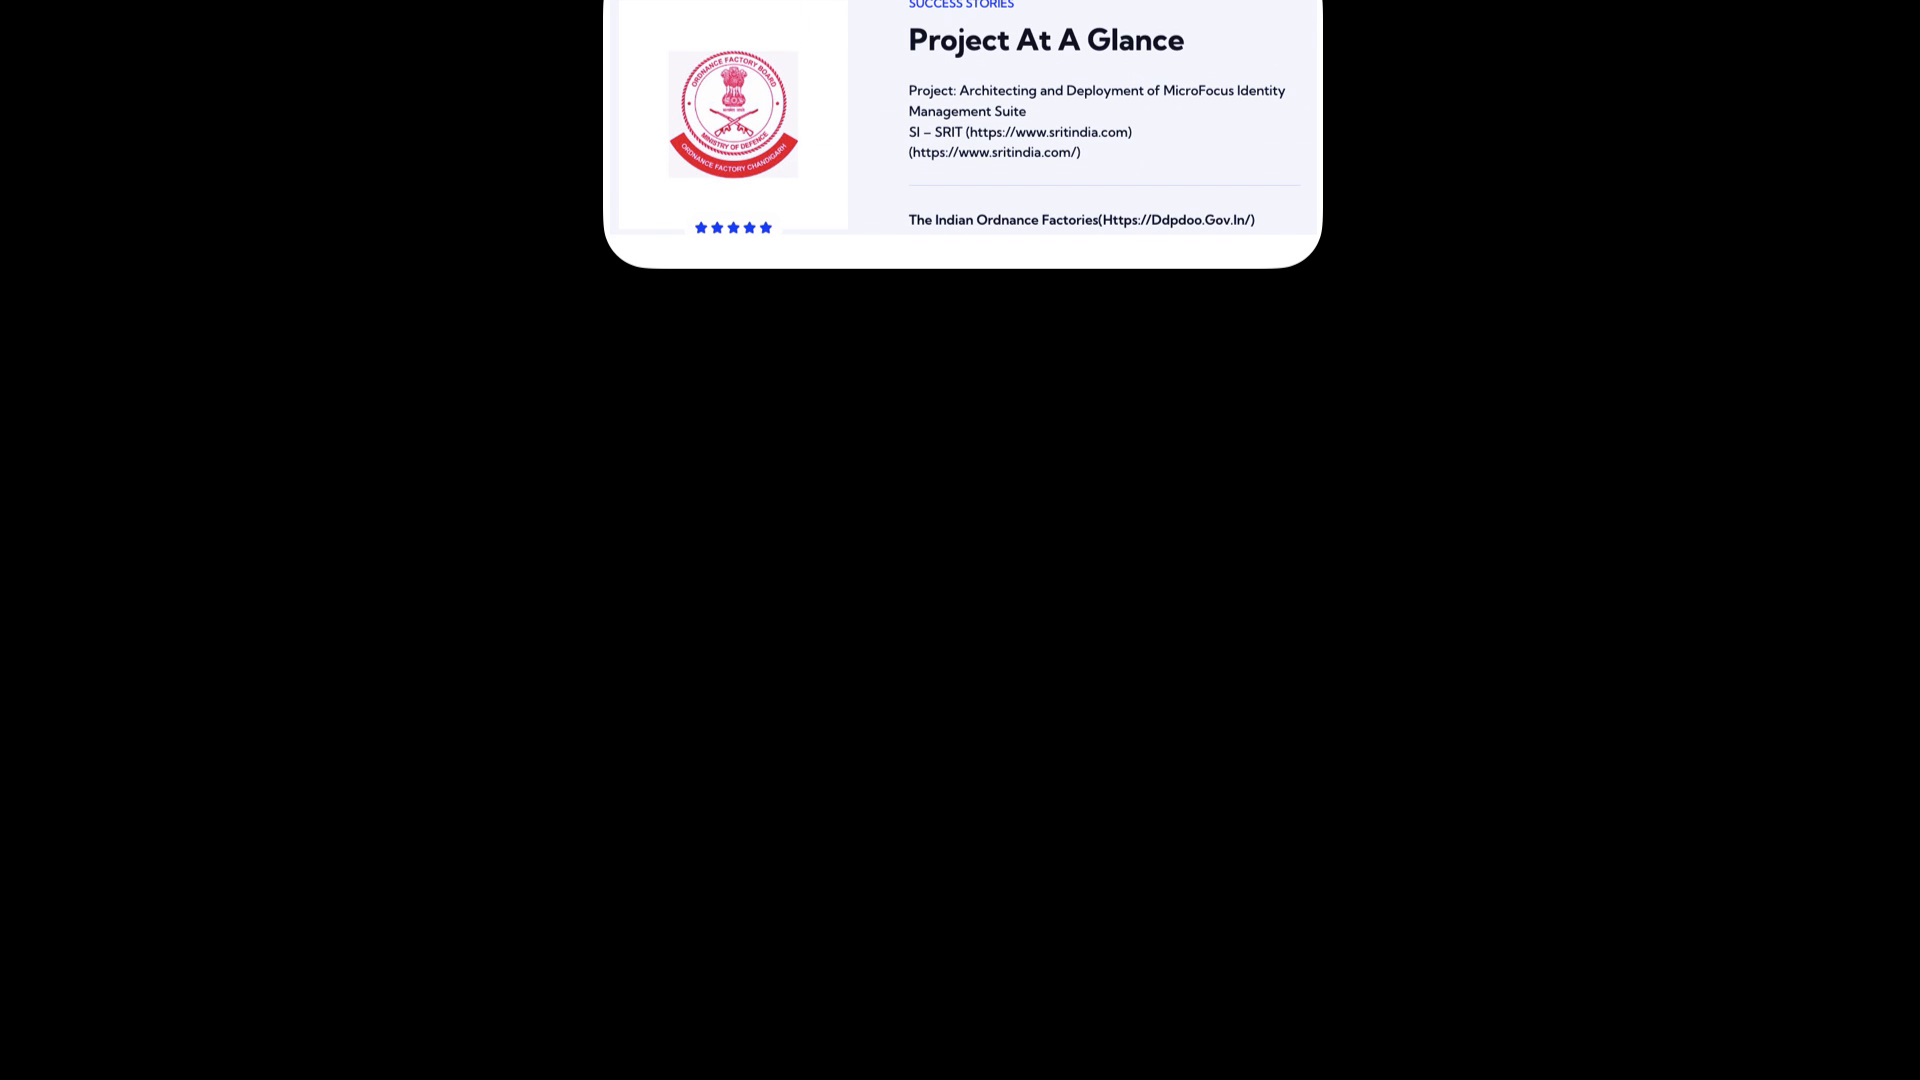 SUCCESS STORIES
Project At A Glance
Project: Architecting and Deployment of MicroFocus Identity
Management Suite
SI – SRIT (https://www.sritindia.com)
(https://www.sritindia.com/)
The Indian Ordnance Factories(Https://Ddpdoo.Gov.In/)
ORDNANCE FACTORY BOARD
MINISTRY OF DEFENCE
ORDNANCE FACTORY CHANDIGARH